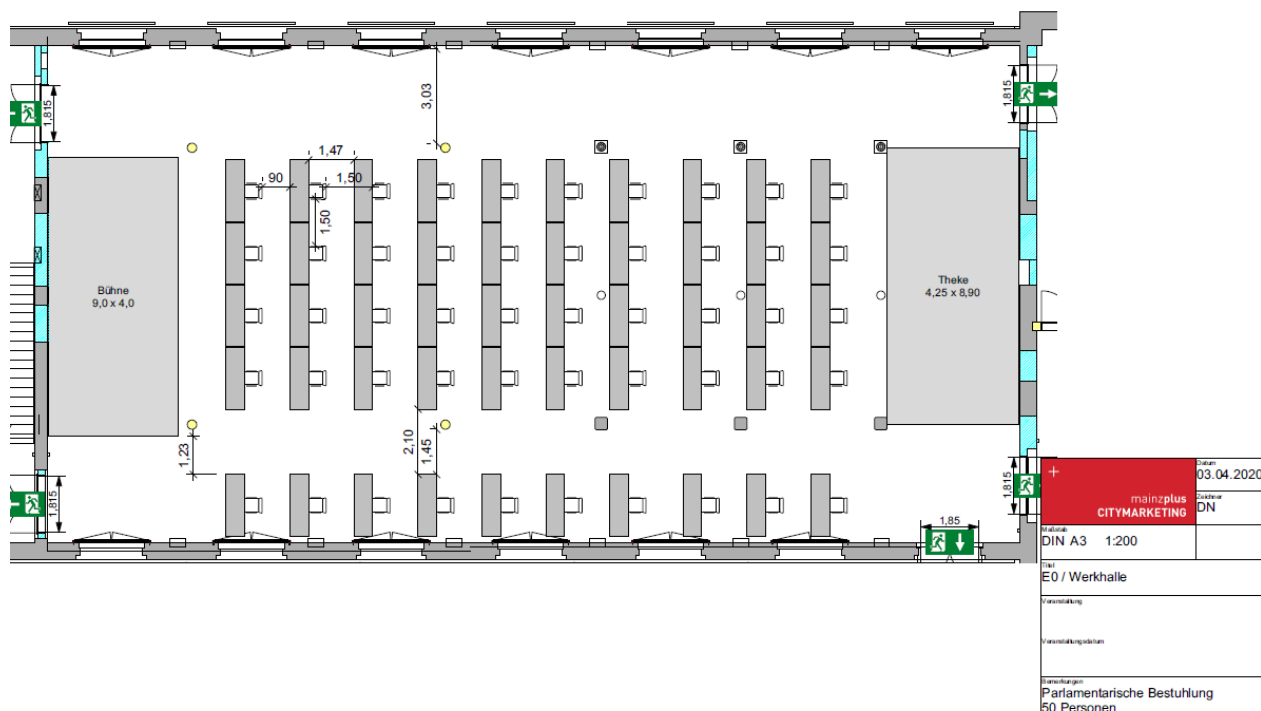 3,03
1,815
1,815
1,47
90
1,50
1,50
Bühne
9,0 x 4,0
Theke
4,25 x 8,90
1,23
2,10
1,45
1,815
1,815
1,85
mainzplus
CITYMARKETING
Datum
03.04.2020
Zeichner
DN
Maßstab
DIN A3 1:200
Titel
E0 / Werkhalle
Veranstaltung
Veranstaltungsdatum
Bemerkungen
Parlamentarische Bestuhlung
50 Personen